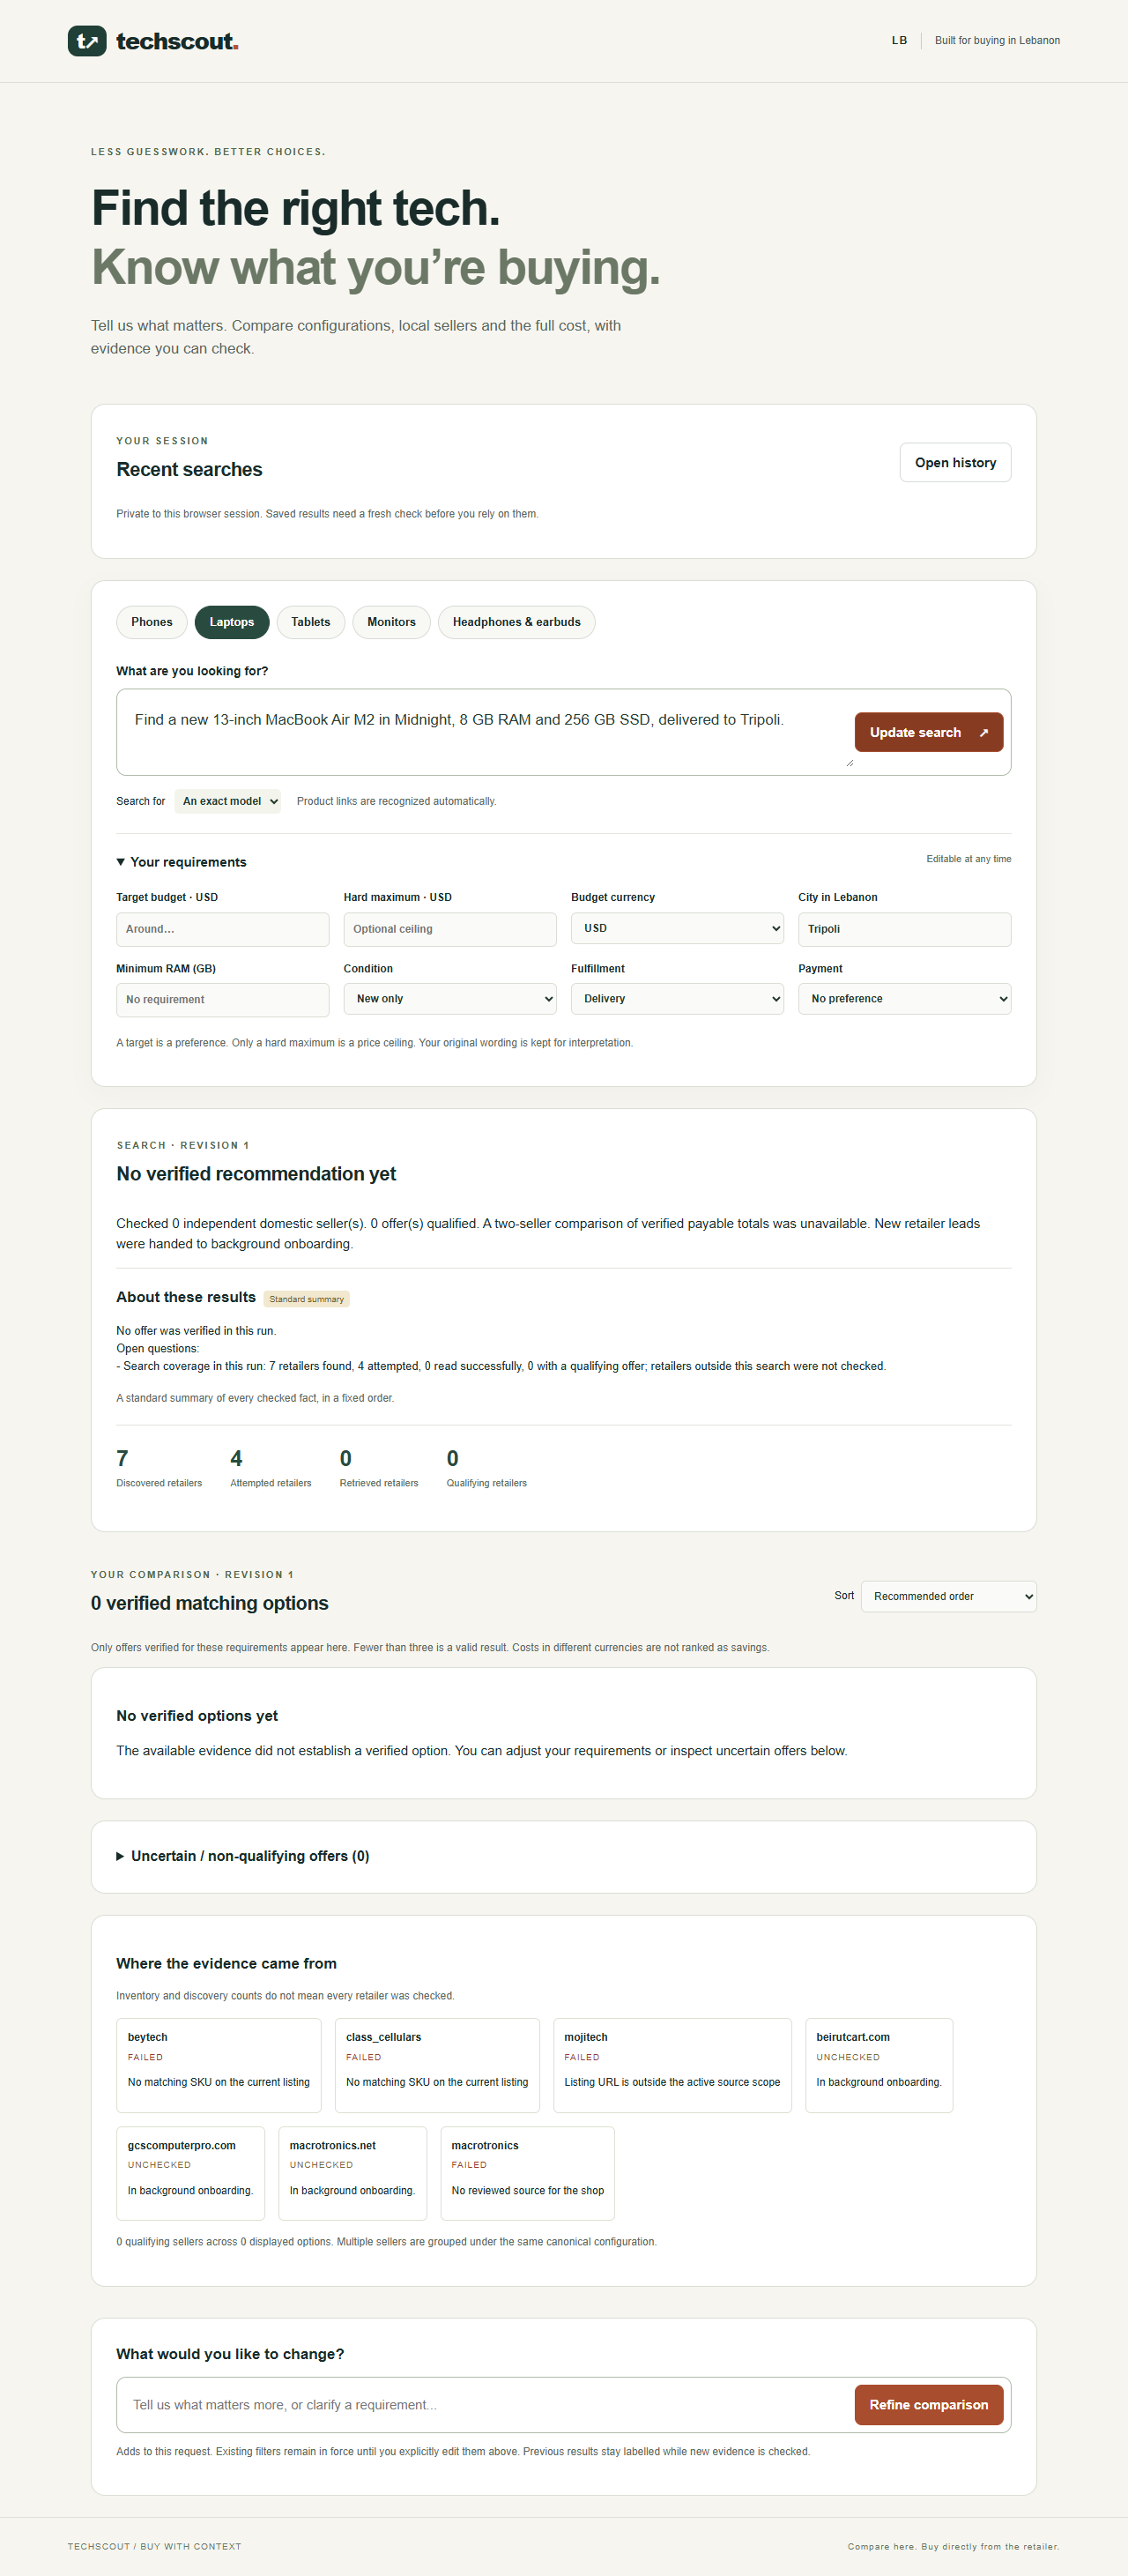 t↗ techscout.
LB
Built for buying in Lebanon
LESS GUESSWORK. BETTER CHOICES.
Find the right tech.
Know what you’re buying.
Tell us what matters. Compare configurations, local sellers and the full cost, with
evidence you can check.
YOUR SESSION
Recent searches
Open history
Private to this browser session. Saved results need a fresh check before you rely on them.
Phones
Laptops
Tablets
Monitors
Headphones & earbuds
What are you looking for?
Find a new 13-inch MacBook Air M2 in Midnight, 8 GB RAM and 256 GB SSD, delivered to Tripoli.
Update search ↗
Search for
An exact model
Product links are recognized automatically.
▼ Your requirements
Editable at any time
Target budget · USD
Hard maximum · USD
Budget currency
City in Lebanon
Around...
Optional ceiling
USD
Tripoli
Minimum RAM (GB)
Condition
Fulfillment
Payment
No requirement
New only
Delivery
No preference
A target is a preference. Only a hard maximum is a price ceiling. Your original wording is kept for interpretation.
SEARCH · REVISION 1
No verified recommendation yet
Checked 0 independent domestic seller(s). 0 offer(s) qualified. A two-seller comparison of verified payable totals was unavailable. New retailer leads
were handed to background onboarding.
About these results
Standard summary
No offer was verified in this run.
Open questions:
- Search coverage in this run: 7 retailers found, 4 attempted, 0 read successfully, 0 with a qualifying offer; retailers outside this search were not checked.
A standard summary of every checked fact, in a fixed order.
7
4
0
0
Discovered retailers
Attempted retailers
Retrieved retailers
Qualifying retailers
YOUR COMPARISON · REVISION 1
0 verified matching options
Sort
Recommended order
Only offers verified for these requirements appear here. Fewer than three is a valid result. Costs in different currencies are not ranked as savings.
No verified options yet
The available evidence did not establish a verified option. You can adjust your requirements or inspect uncertain offers below.
▶ Uncertain / non-qualifying offers (0)
Where the evidence came from
Inventory and discovery counts do not mean every retailer was checked.
beytech
FAILED
No matching SKU on the current listing
class_cellulars
FAILED
No matching SKU on the current listing
mojitech
FAILED
Listing URL is outside the active source scope
beirutcart.com
UNCHECKED
In background onboarding.
gcscomputerpro.com
UNCHECKED
In background onboarding.
macrotronics.net
UNCHECKED
In background onboarding.
macrotronics
FAILED
No reviewed source for the shop
0 qualifying sellers across 0 displayed options. Multiple sellers are grouped under the same canonical configuration.
What would you like to change?
Tell us what matters more, or clarify a requirement...
Refine comparison
Adds to this request. Existing filters remain in force until you explicitly edit them above. Previous results stay labelled while new evidence is checked.
TECHSCOUT / BUY WITH CONTEXT
Compare here. Buy directly from the retailer.